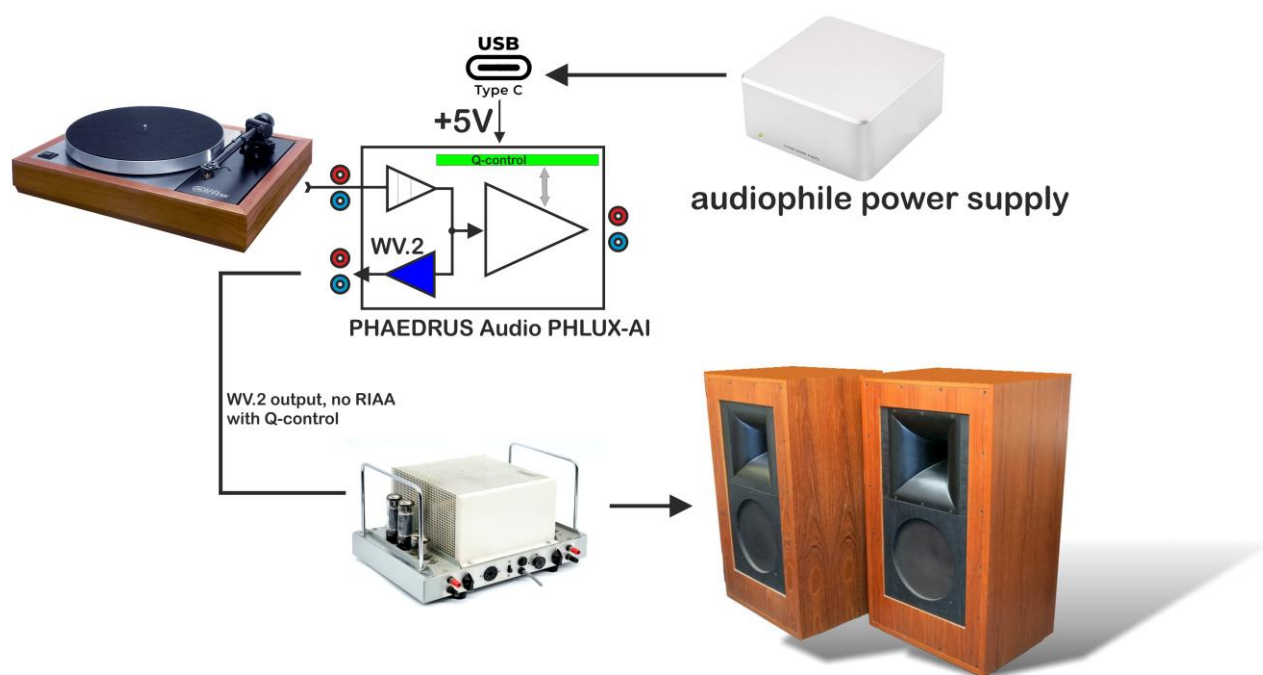 USB
Type C
+5V
Q-control
audiophile power supply
WV.2
PHAEDRUS Audio PHLUX-AI
WV.2 output, no RIAA
with Q-control